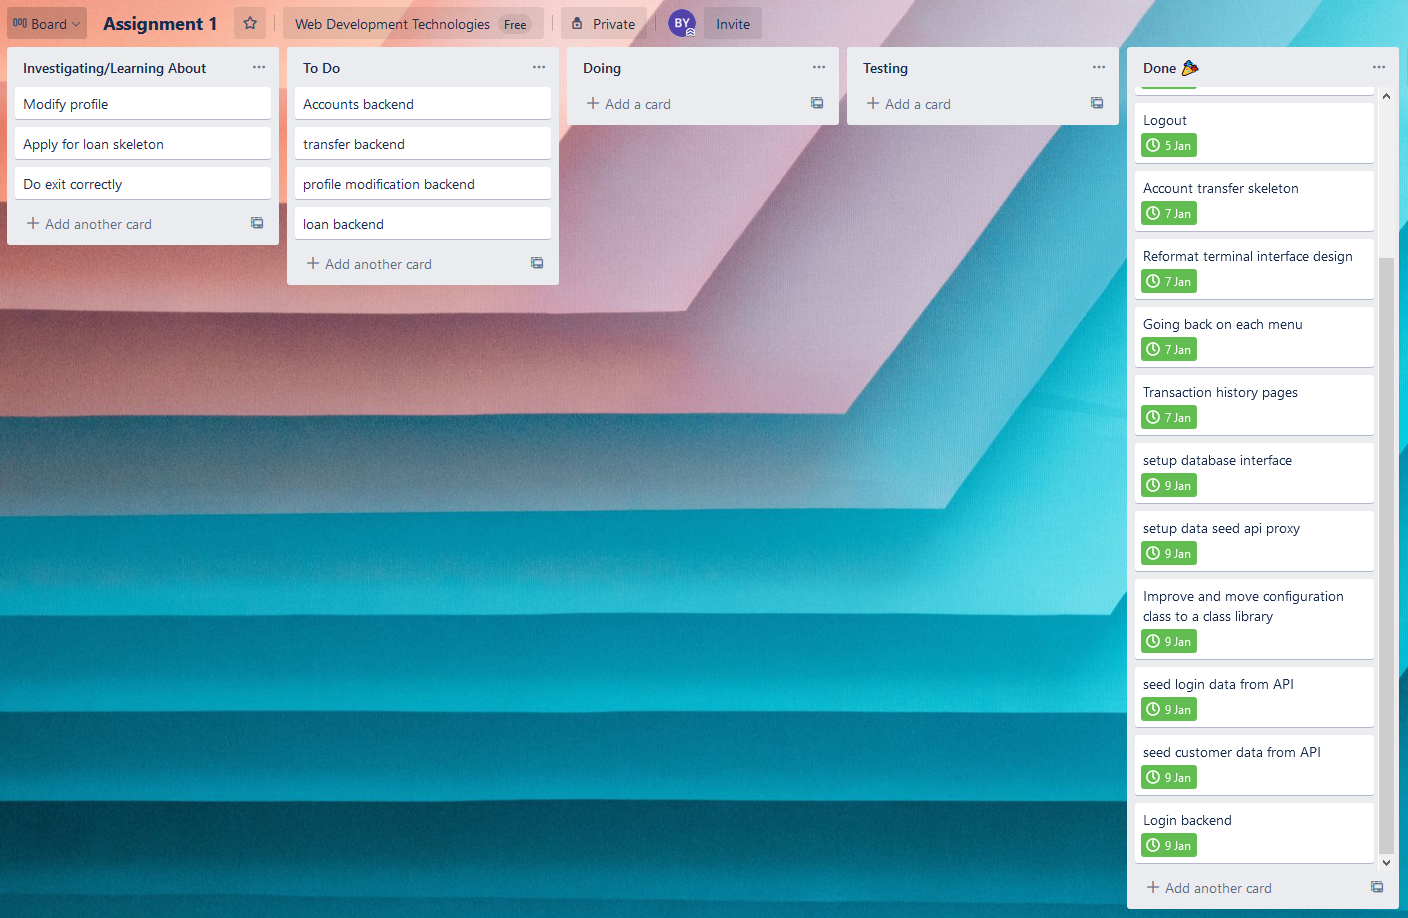 Board
Assignment 1
Web Development Technologies Free
Private
BY
Invite
Investigating/Learning About
Modify profile
Apply for loan skeleton
Do exit correctly
Add another card
To Do
Accounts backend
transfer backend
profile modification backend
loan backend
Add another card
Doing
Add a card
Testing
Add a card
Done 🎉
Logout
5 Jan
Account transfer skeleton
7 Jan
Reformat terminal interface design
7 Jan
Going back on each menu
7 Jan
Transaction history pages
7 Jan
setup database interface
9 Jan
setup data seed api proxy
9 Jan
Improve and move configuration
class to a class library
9 Jan
seed login data from API
9 Jan
seed customer data from API
9 Jan
Login backend
9 Jan
Add another card